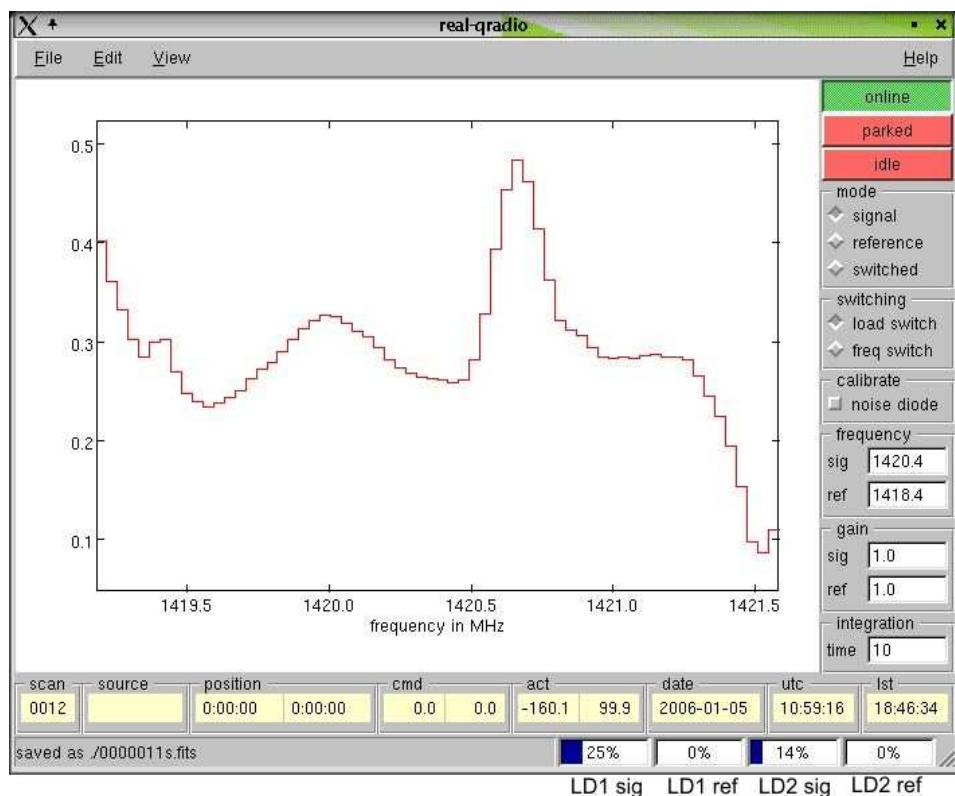 real-qradio
File Edit View Help
online
parked
idle
mode
signal
reference
switched
switching
load switch
freq switch
calibrate
noise diode
frequency
sig 1420.4
ref 1418.4
gain
sig 1.0
ref 1.0
integration
time 10
0.5
0.4
0.3
0.2
0.1
1419.5 1420.0 1420.5 1421.0 1421.5
frequency in MHz
scan source position cmd act date utc lst
0012 0:00:00 0:00:00 0.0 0.0 -160.1 99.9 2006-01-05 10:59:16 18:46:34
saved as ./0000011s.fits 25% 0% 14% 0%
LD1 sig LD1 ref LD2 sig LD2 ref